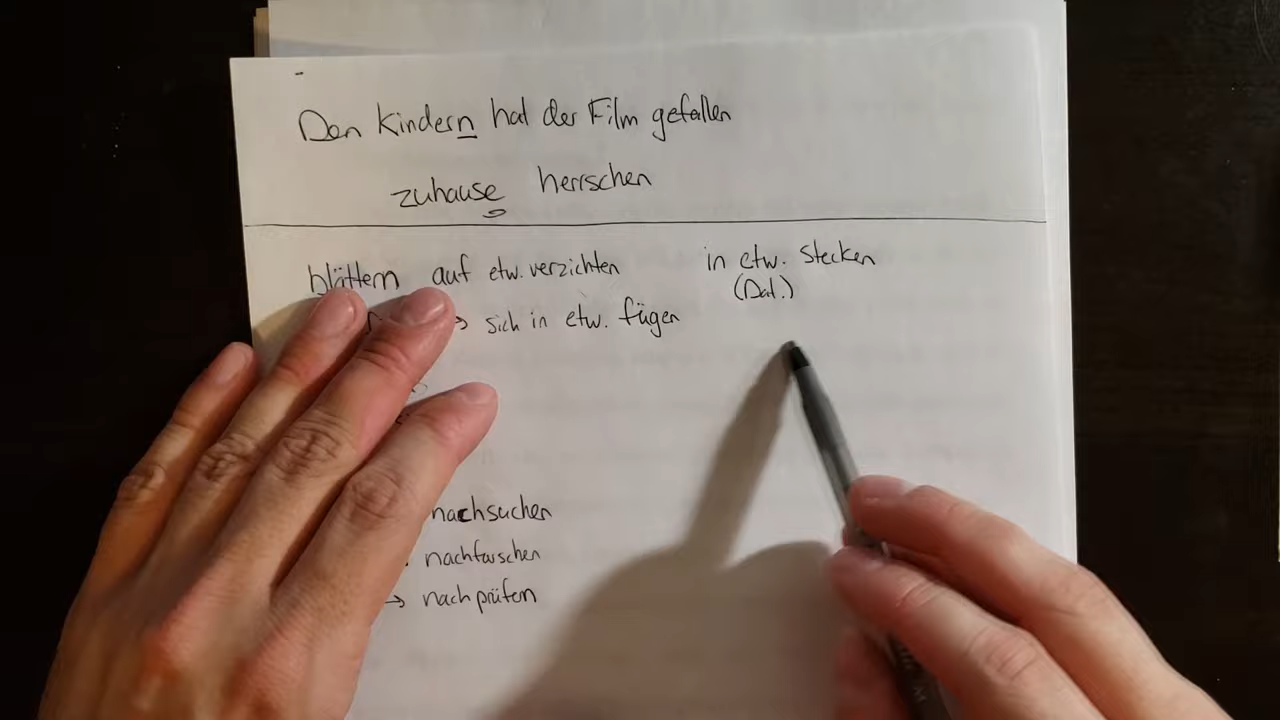 Den Kindern hat der Film gefallen
zuhause herrschen
blättern auf etw. verzichten in etw. stecken
(Dat.)
→ sich in etw. fügen
nachsuchen
nachforschen
→ nachprüfen